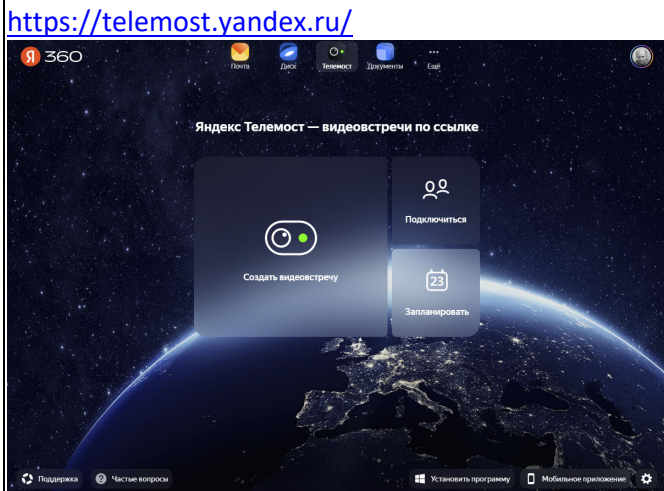 https://telemost.yandex.ru/
Я 360
Почта
Диск
Телемост
Документы
Ещё
Яндекс Телемост — видеовстречи по ссылке
Создать видеовстречу
Подключиться
23
Запланировать
Поддержка
? Частые вопросы
Установить программу
Мобильное приложение